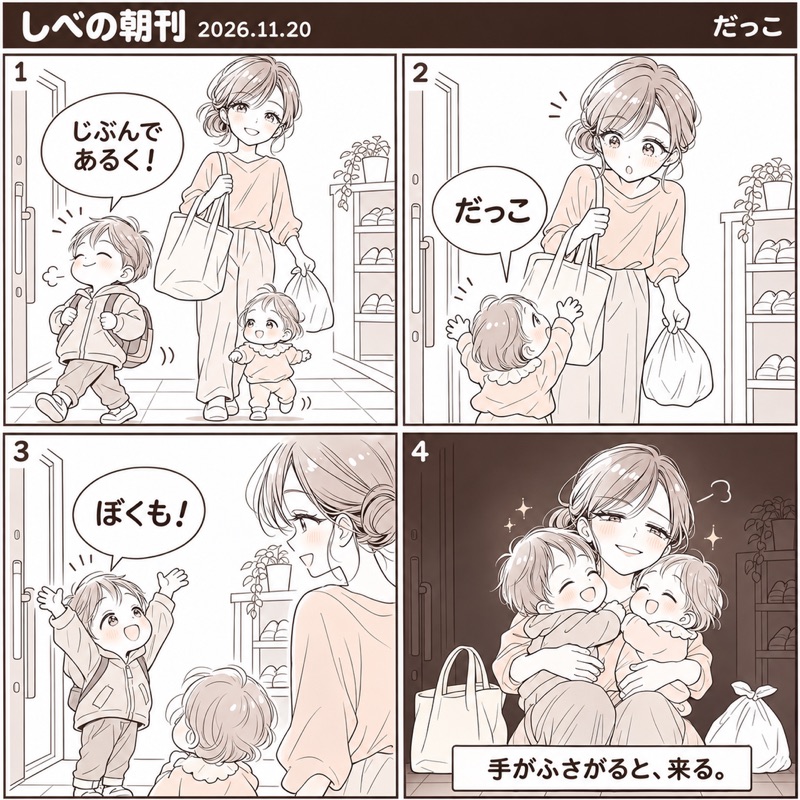 しべの朝刊 2026.11.20 だっこ
1
じぶんで
あるく！
2
だっこ
3
ぼくも！
4
手がふさがると、来る。